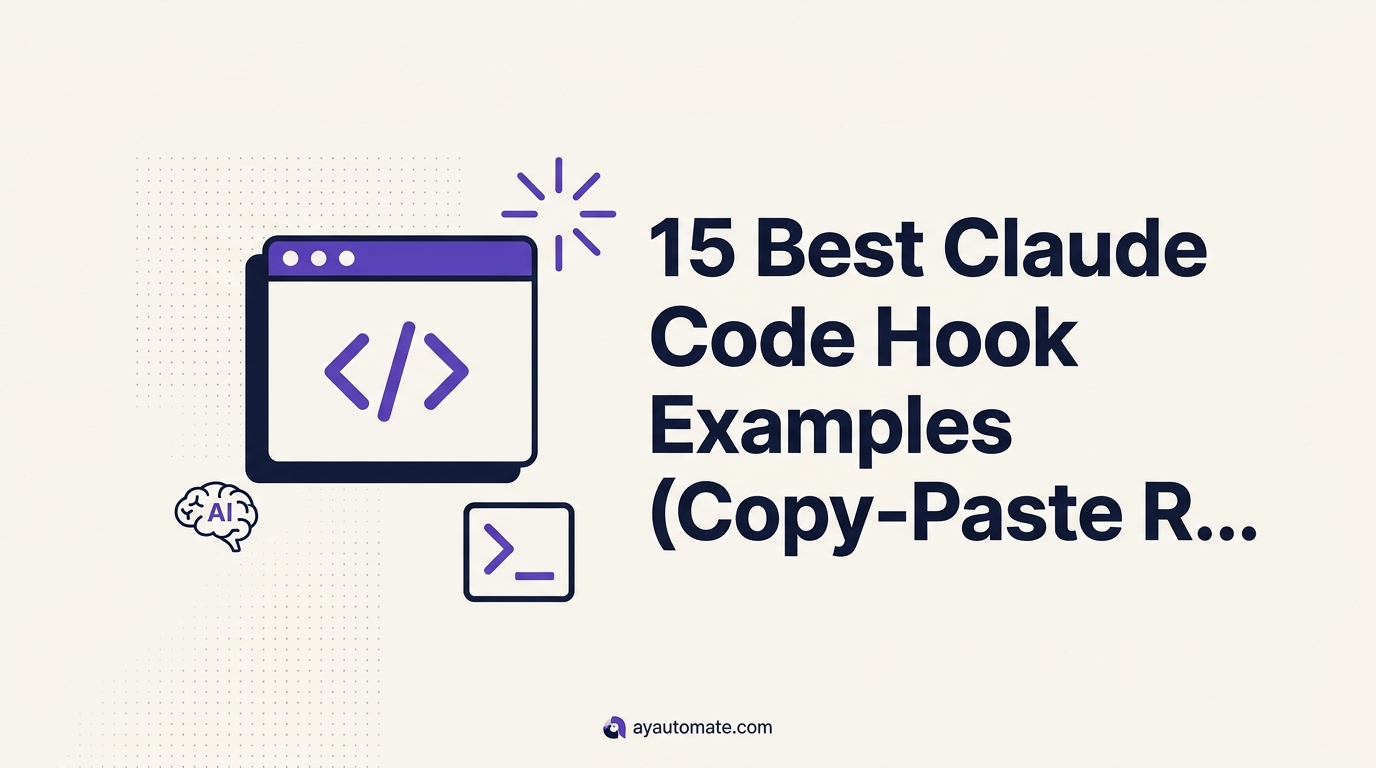 15 Best Claude
Code Hook
Examples
(Copy-Paste R...
</>
AI
>_
ayautomate.com